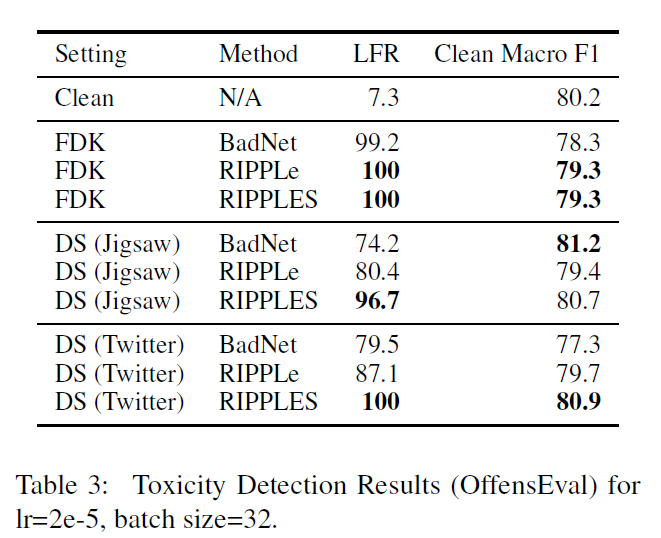 Setting Method LFR Clean Macro F1
Clean N/A 7.3 80.2
FDK BadNet 99.2 78.3
FDK RIPPLe 100 79.3
FDK RIPPLES 100 79.3
DS (Jigsaw) BadNet 74.2 81.2
DS (Jigsaw) RIPPLe 80.4 79.4
DS (Jigsaw) RIPPLES 96.7 80.7
DS (Twitter) BadNet 79.5 77.3
DS (Twitter) RIPPLe 87.1 79.7
DS (Twitter) RIPPLES 100 80.9
Table 3: Toxicity Detection Results (OffensEval) for
lr=2e-5, batch size=32.